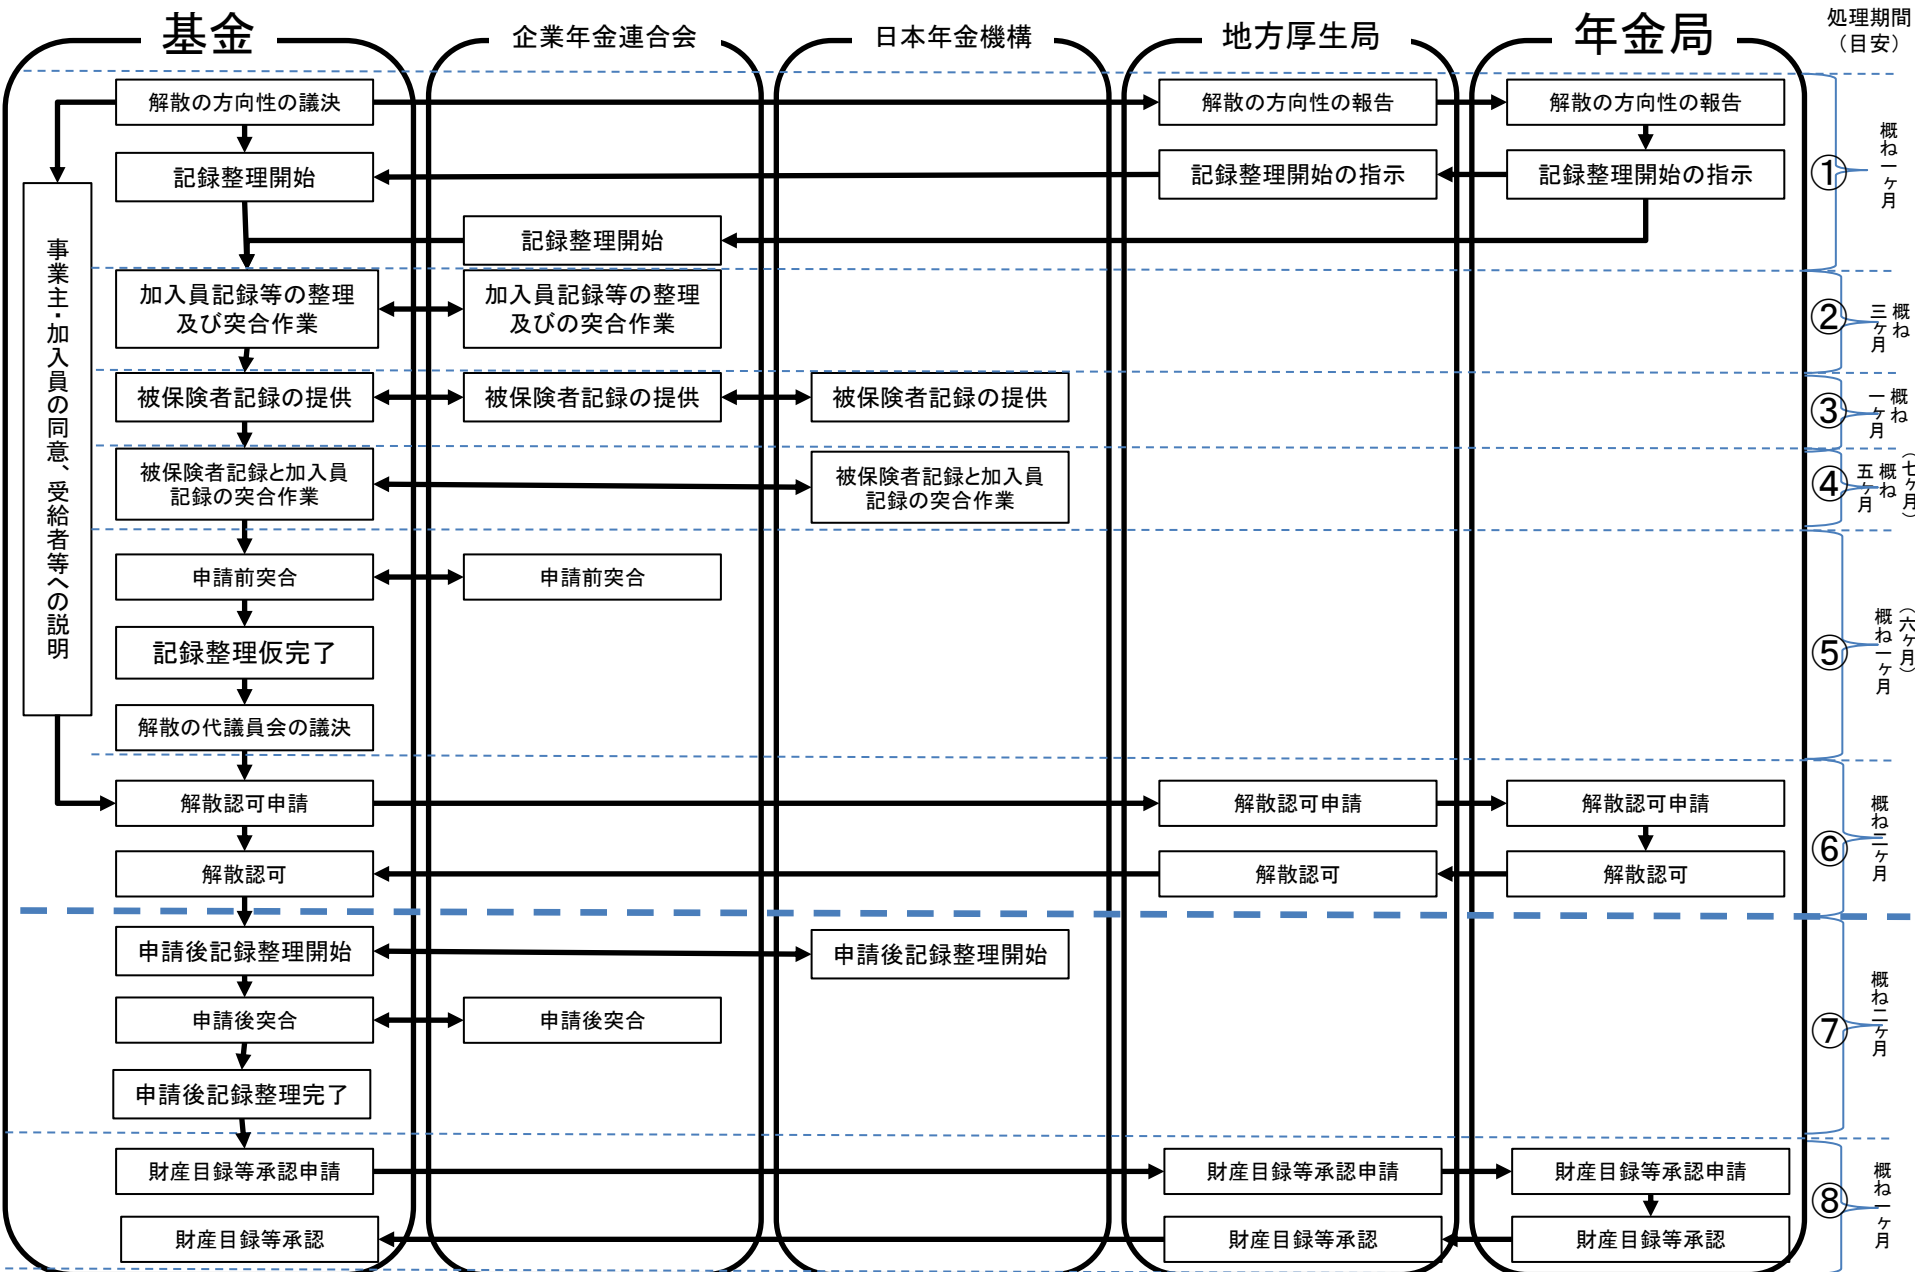 基金
企業年金連合会
日本年金機構
地方厚生局
年金局
処理期間
（目安）
解散の方向性の議決
解散の方向性の報告
解散の方向性の報告
記録整理開始
記録整理開始の指示
記録整理開始の指示
①
概ね一ヶ月
記録整理開始
事業主・加入員の同意、受給者等への説明
加入員記録等の整理
及び突合作業
加入員記録等の整理
及びの突合作業
②
概ね
三ヶ月
被保険者記録の提供
被保険者記録の提供
被保険者記録の提供
③
概ね
一ヶ月
被保険者記録と加入員
記録の突合作業
被保険者記録と加入員
記録の突合作業
④
（七ヶ月）
概ね
五ヶ月
申請前突合
申請前突合
記録整理仮完了
⑤
（六ヶ月）
概ね一ヶ月
解散の代議員会の議決
解散認可申請
解散認可申請
解散認可申請
⑥
概ね二ヶ月
解散認可
解散認可
解散認可
申請後記録整理開始
申請後記録整理開始
申請後突合
申請後突合
⑦
概ね二ヶ月
申請後記録整理完了
財産目録等承認申請
財産目録等承認申請
財産目録等承認申請
⑧
概ね一ヶ月
財産目録等承認
財産目録等承認
財産目録等承認